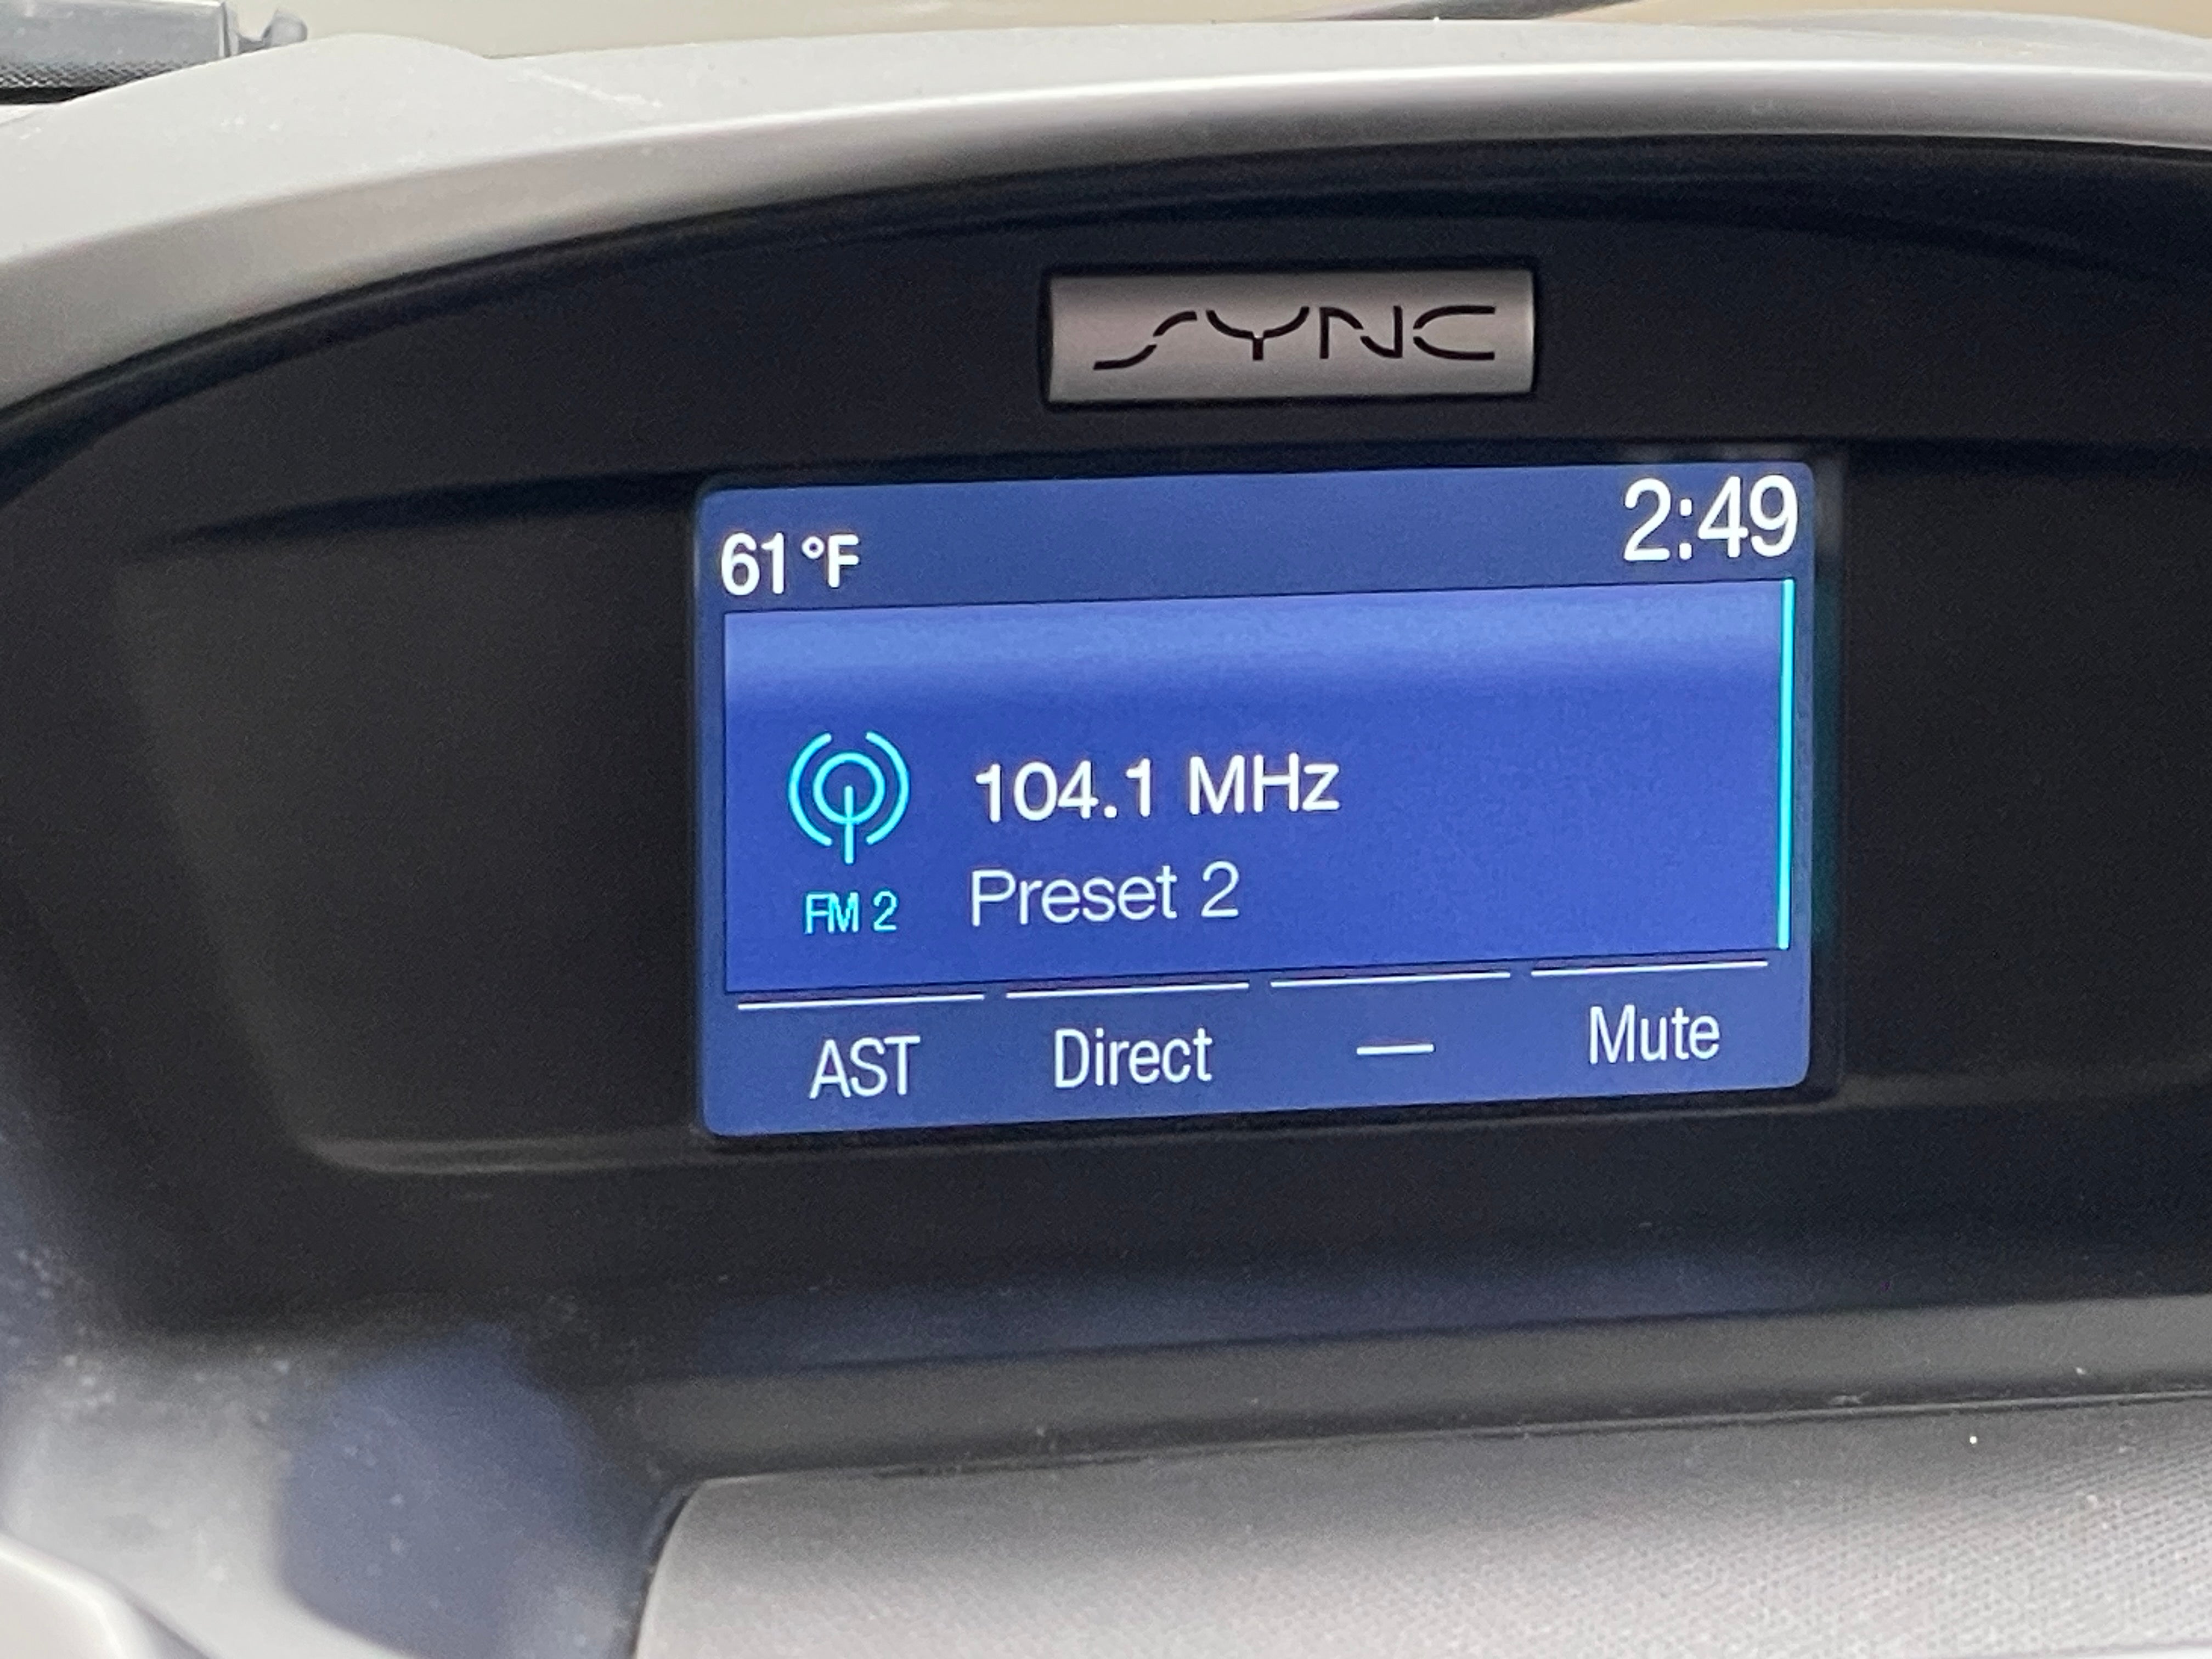 SYNC
61°F 2:49
104.1 MHz
FM 2 Preset 2
AST Direct — Mute